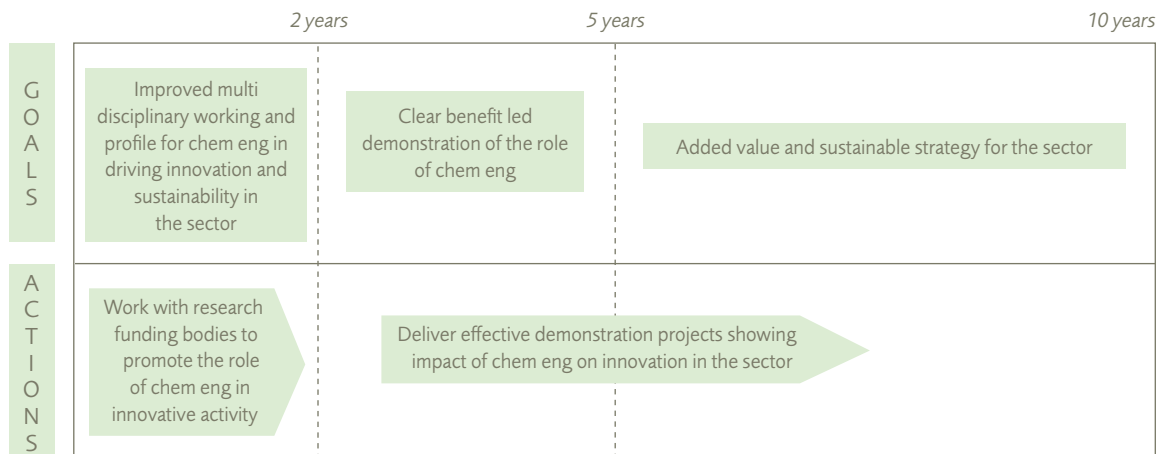 2 years
5 years
10 years
GOALS
Improved multi
disciplinary working and
profile for chem eng in
driving innovation and
sustainability in
the sector
Clear benefit led
demonstration of the role
of chem eng
Added value and sustainable strategy for the sector
ACTIONS
Work with research
funding bodies to
promote the role
of chem eng in
innovative activity
Deliver effective demonstration projects showing
impact of chem eng on innovation in the sector